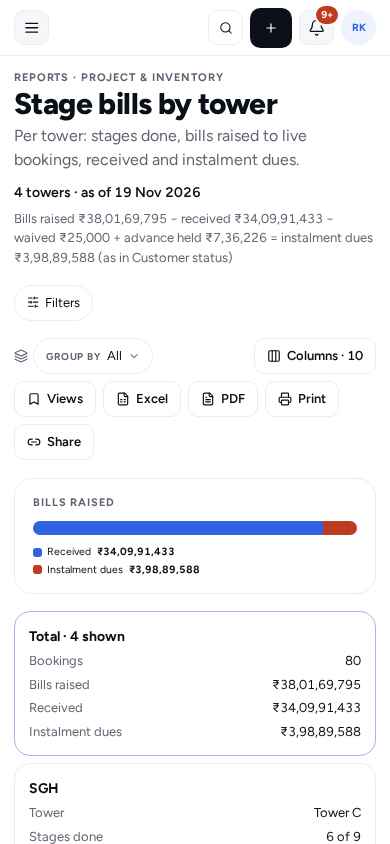 9+
RK
REPORTS · PROJECT & INVENTORY
Stage bills by tower
Per tower: stages done, bills raised to live
bookings, received and instalment dues.
4 towers · as of 19 Nov 2026
Bills raised ₹38,01,69,795 − received ₹34,09,91,433 −
waived ₹25,000 + advance held ₹7,36,226 = instalment dues
₹3,98,89,588 (as in Customer status)
Filters
GROUP BY All
Columns · 10
Views
Excel
PDF
Print
Share
BILLS RAISED
Received ₹34,09,91,433
Instalment dues ₹3,98,89,588
Total · 4 shown
Bookings 80
Bills raised ₹38,01,69,795
Received ₹34,09,91,433
Instalment dues ₹3,98,89,588
SGH
Tower Tower C
Stages done 6 of 9